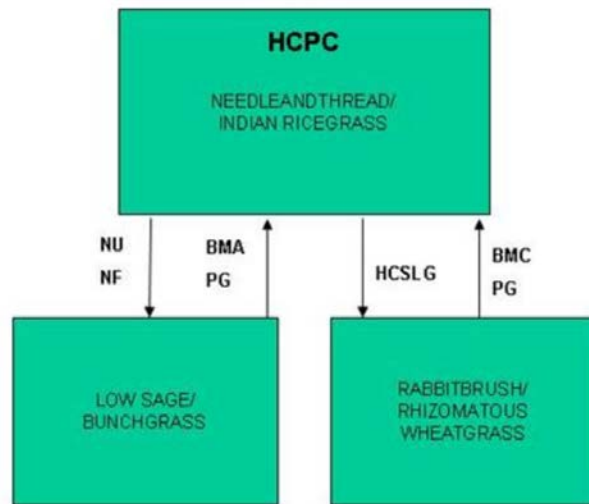 HCPC
NEEDLEANDTHREAD/
INDIAN RICEGRASS
NU
NF
BMA
PG
HCSLG
BMC
PG
LOW SAGE/
BUNCHGRASS
RABBITBRUSH/
RHIZOMATOUS
WHEATGRASS